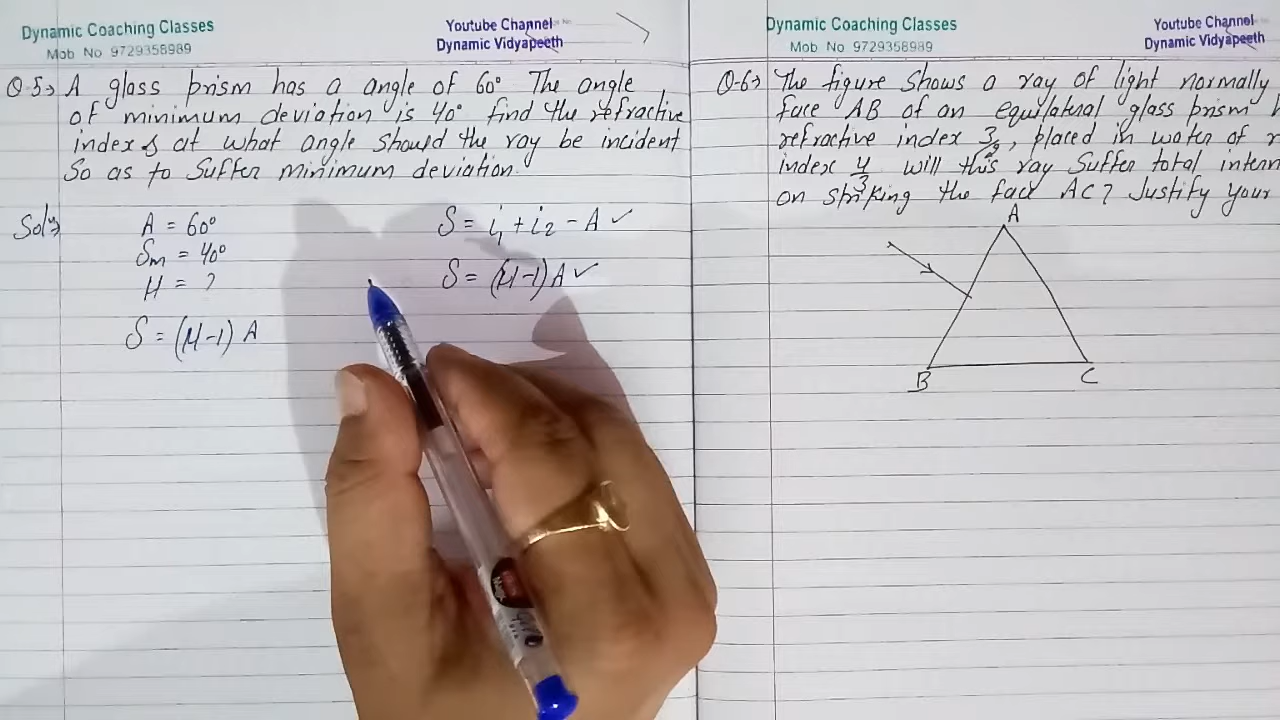 Dynamic Coaching Classes
Mob No 9729358989
Youtube Channel
Dynamic Vidyapeeth
Q.5> A glass prism has a angle of 60° The angle
of minimum deviation is 40° find the refractive
index & at what angle should the ray be incident
So as to Suffer minimum deviation.
Sol>
A = 60°
δm = 40°
μ = ?
δ = (μ-1) A
δ = i₁ + i₂ - A ✓
δ = (μ-1) A ✓
Dynamic Coaching Classes
Mob No 9729358989
Youtube Channel
Dynamic Vidyapeeth
Q.6> The figure shows a ray of light normally
face AB of an equilateral glass prism
refractive index 3/2, placed in water of
index 4/3 will this ray Suffer total intern
on striking the face AC? Justify your
A
B
C